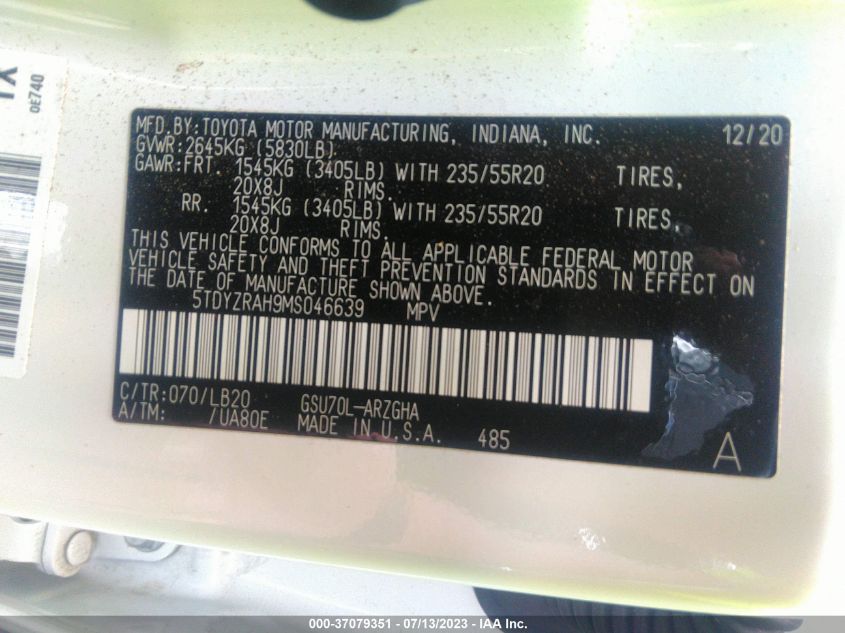 XI
0E740
MFD.BY:TOYOTA MOTOR MANUFACTURING, INDIANA, INC. 12/20
GVWR:2645KG (5830LB)
GAWR:FRT. 1545KG (3405LB) WITH 235/55R20 TIRES,
20X8J RIMS.
RR. 1545KG (3405LB) WITH 235/55R20 TIRES,
20X8J RIMS.
THIS VEHICLE CONFORMS TO ALL APPLICABLE FEDERAL MOTOR
VEHICLE SAFETY AND THEFT PREVENTION STANDARDS IN EFFECT ON
THE DATE OF MANUFACTURE SHOWN ABOVE.
5TDYZRAH9MS046639 MPV
C/TR:070/LB20 GSU70L-ARZGHA
A/TM: /UA80E MADE IN U.S.A. 485
A
000-37079351 | 07/13/2023 - IAA Inc.